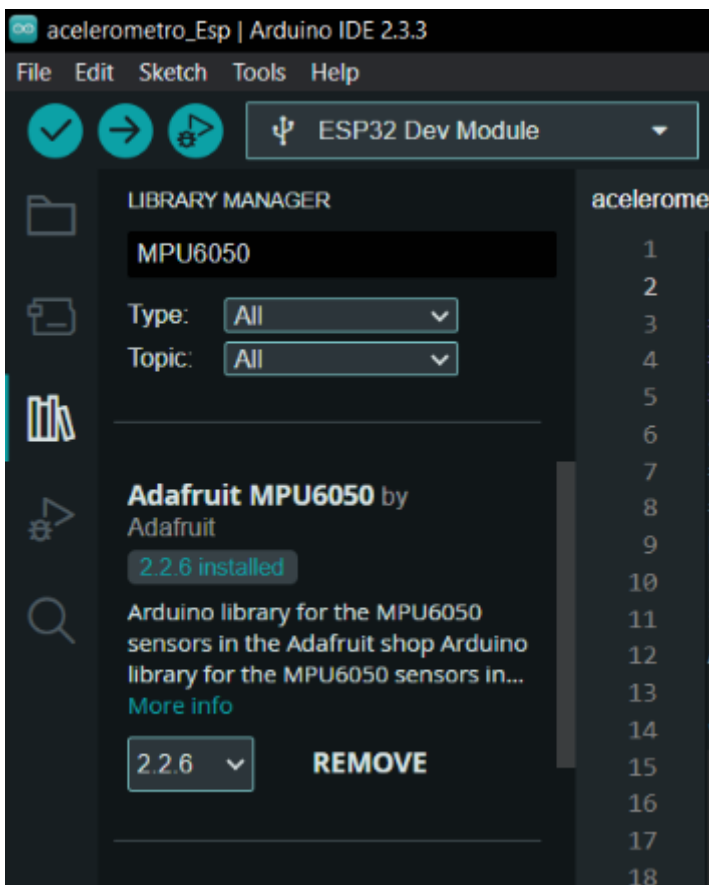 acelerometro_Esp | Arduino IDE 2.3.3
File Edit Sketch Tools Help
ESP32 Dev Module
LIBRARY MANAGER
MPU6050
Type: All
Topic: All
Adafruit MPU6050 by
Adafruit
2.2.6 installed
Arduino library for the MPU6050
sensors in the Adafruit shop Arduino
library for the MPU6050 sensors in...
More info
2.2.6 REMOVE
acelerome
1
2
3
4
5
6
7
8
9
10
11
12
13
14
15
16
17
18